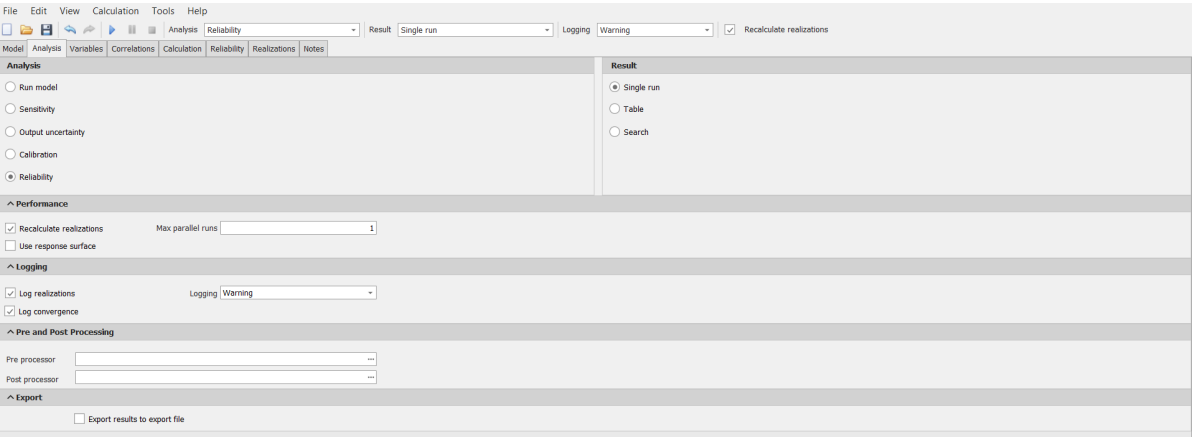 File Edit View Calculation Tools Help
Analysis Reliability Result Single run Logging Warning Recalculate realizations
Model Analysis Variables Correlations Calculation Reliability Realizations Notes
Analysis Result
Run model Single run
Sensitivity Table
Output uncertainty Search
Calibration
Reliability
Performance
Recalculate realizations Max parallel runs 1
Use response surface
Logging
Log realizations Logging Warning
Log convergence
Pre and Post Processing
Pre processor ...
Post processor ...
Export
Export results to export file